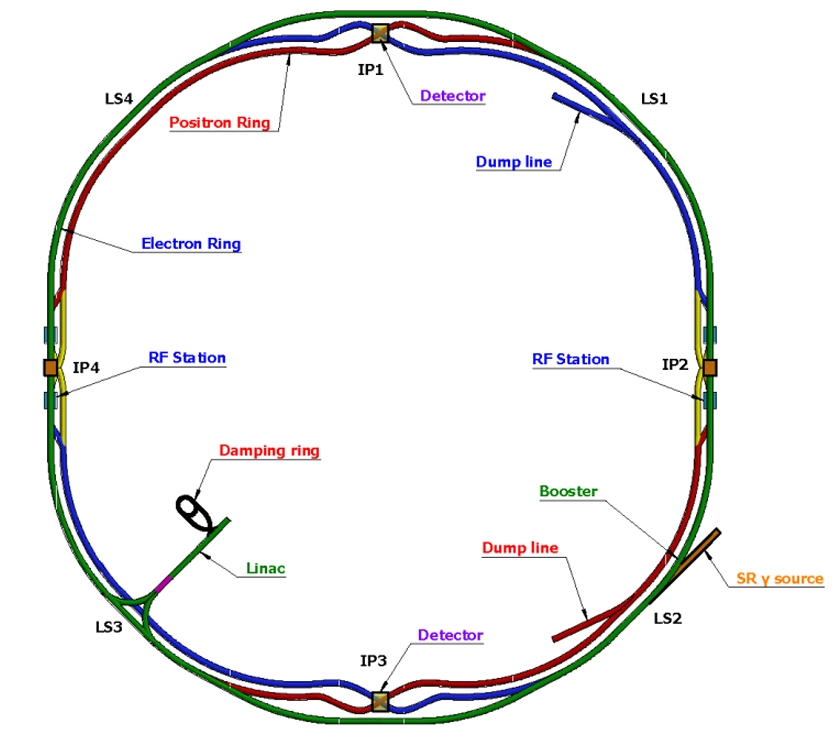 IP1
Detector
LS4
LS1
Positron Ring
Dump line
Electron Ring
RF Station
IP4
RF Station
IP2
Damping ring
Booster
Linac
Dump line
SR γ source
LS3
LS2
Detector
IP3